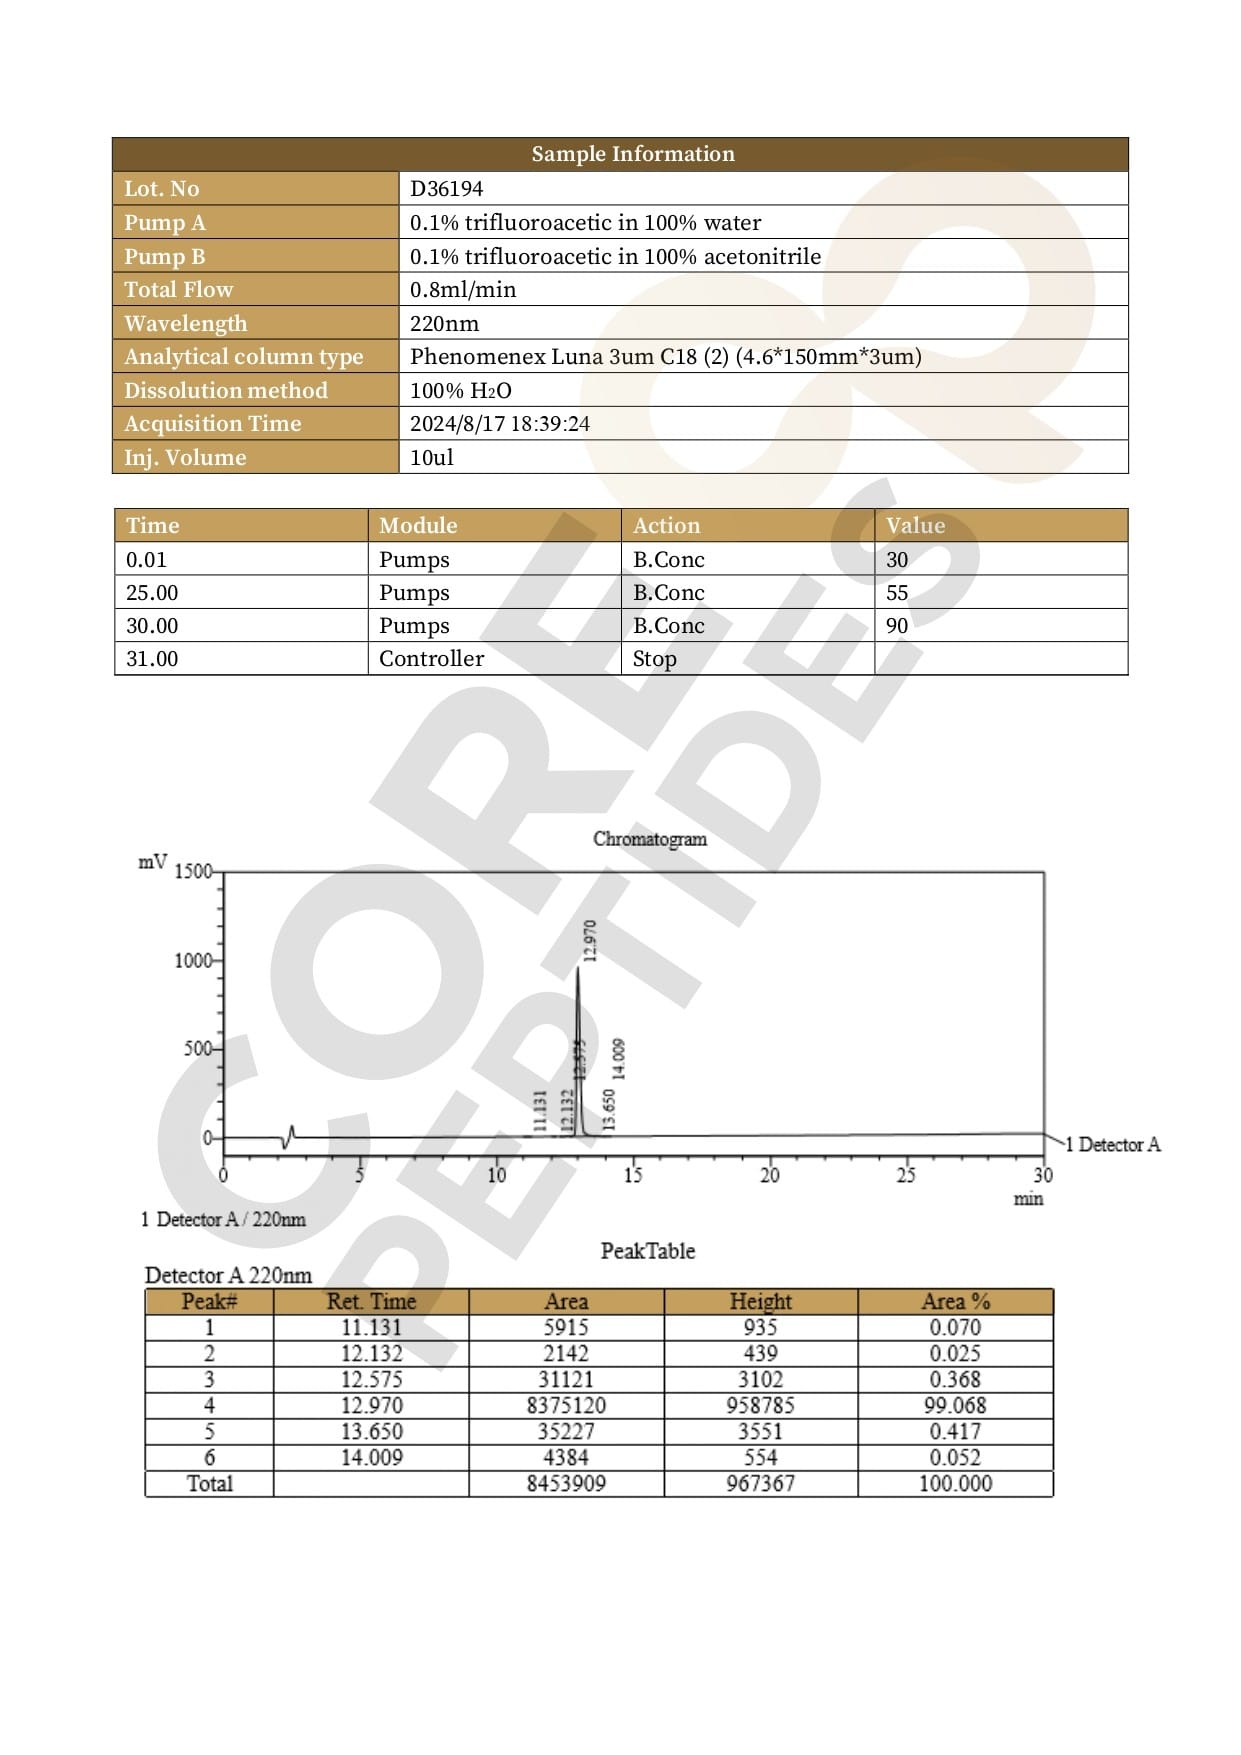 Sample Information
Lot. No D36194
Pump A 0.1% trifluoroacetic in 100% water
Pump B 0.1% trifluoroacetic in 100% acetonitrile
Total Flow 0.8ml/min
Wavelength 220nm
Analytical column type Phenomenex Luna 3um C18 (2) (4.6*150mm*3um)
Dissolution method 100% H₂O
Acquisition Time 2024/8/17 18:39:24
Inj. Volume 10ul
Time Module Action Value
0.01 Pumps B.Conc 30
25.00 Pumps B.Conc 55
30.00 Pumps B.Conc 90
31.00 Controller Stop
CORE
PEPTIDES
Chromatogram
mV
1500
1000
500
0
12.970
12.575
14.009
11.131
12.132
13.650
1 Detector A
0 5 10 15 20 25 30
min
1 Detector A / 220nm
PeakTable
Detector A 220nm
Peak# Ret. Time Area Height Area %
1 11.131 5915 935 0.070
2 12.132 2142 439 0.025
3 12.575 31121 3102 0.368
4 12.970 8375120 958785 99.068
5 13.650 35227 3551 0.417
6 14.009 4384 554 0.052
Total 8453909 967367 100.000